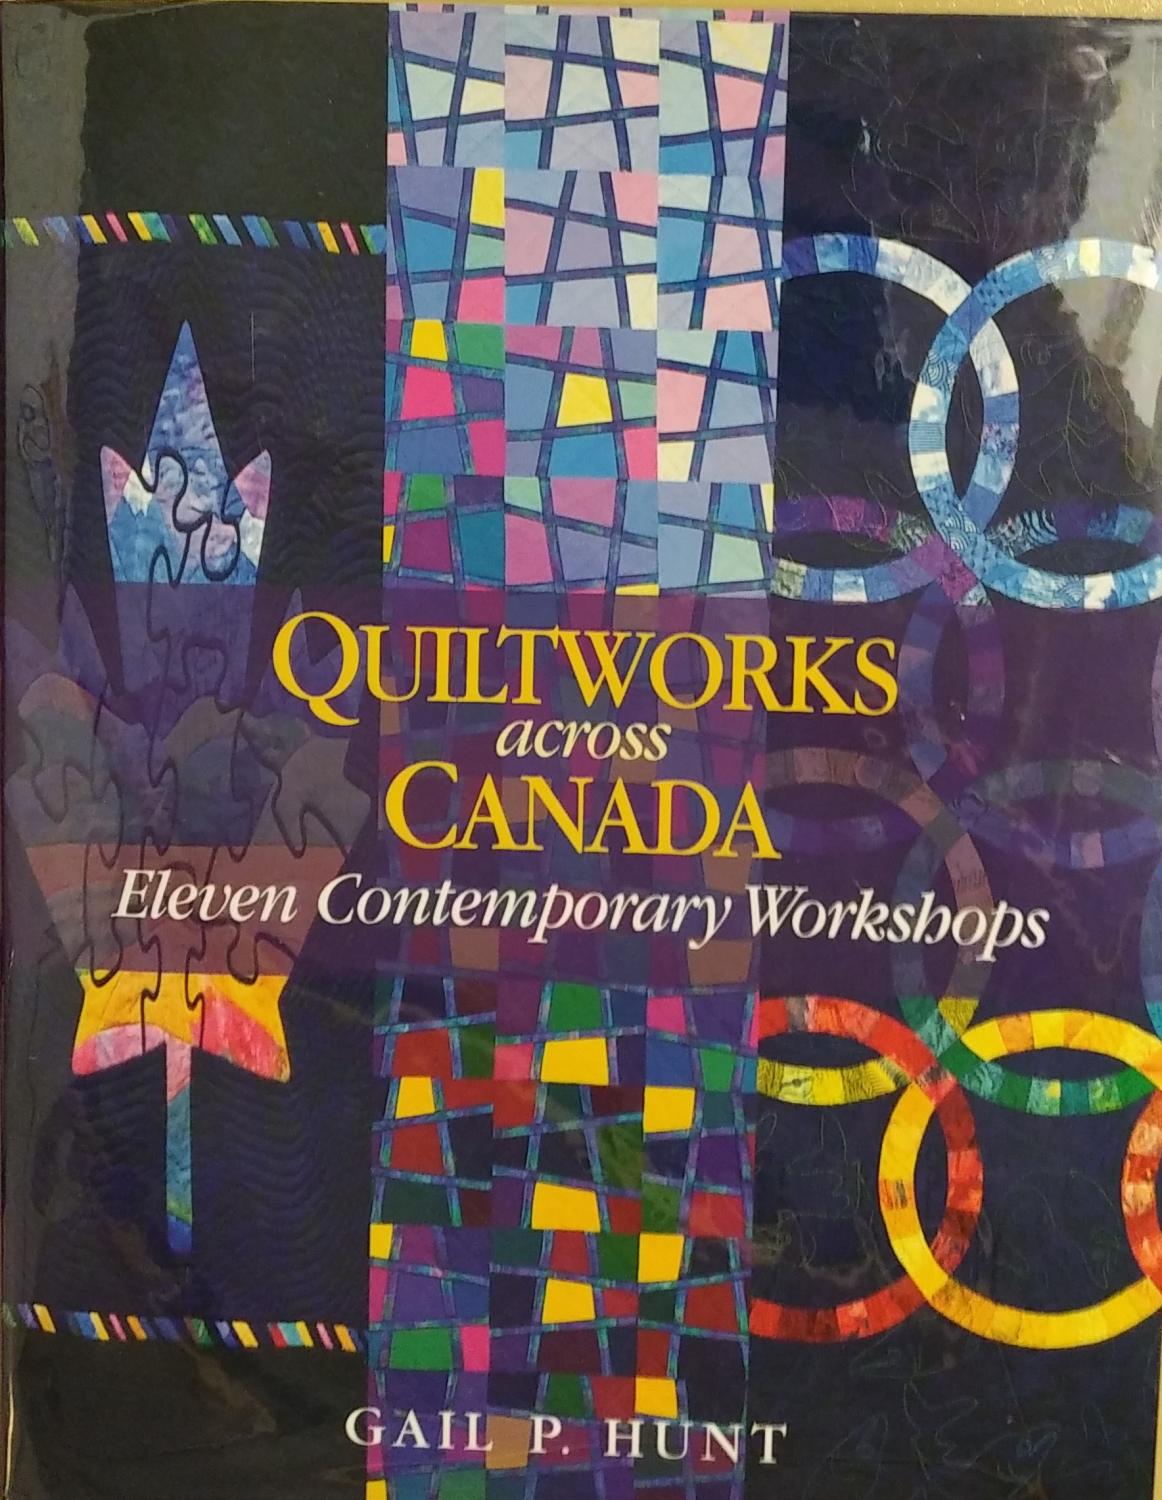 QUILTWORKS
across
CANADA
Eleven Contemporary Workshops
GAIL P. HUNT